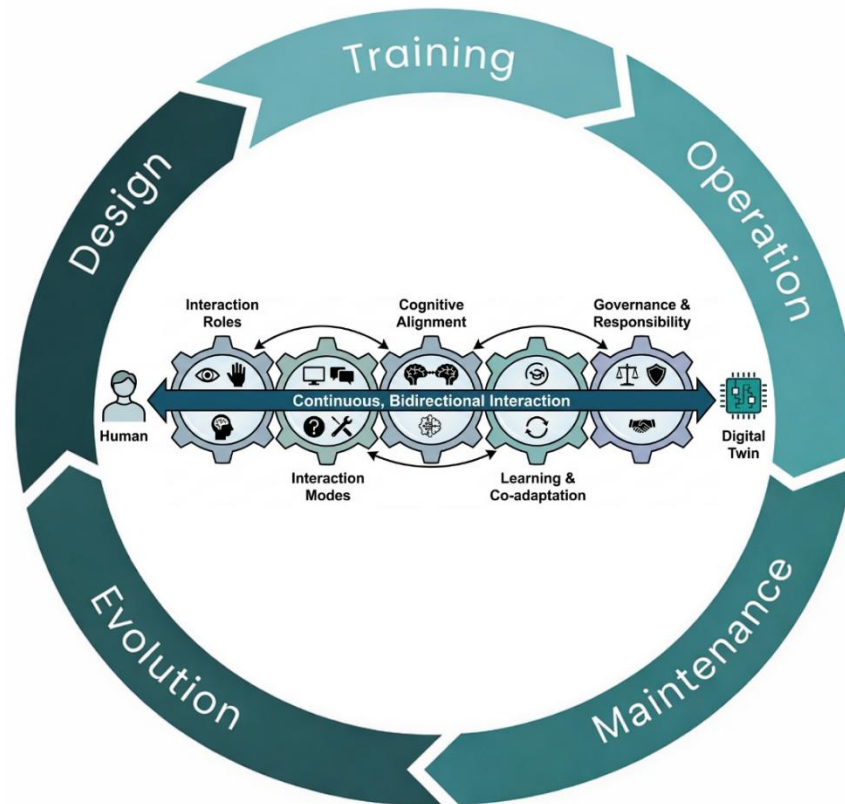 Training
Operation
Design
Interaction
Roles
Cognitive
Alignment
Governance &
Responsibility
Continuous, Bidirectional Interaction
Human
Digital
Twin
Interaction
Modes
Learning &
Co-adaptation
Evolution
Maintenance